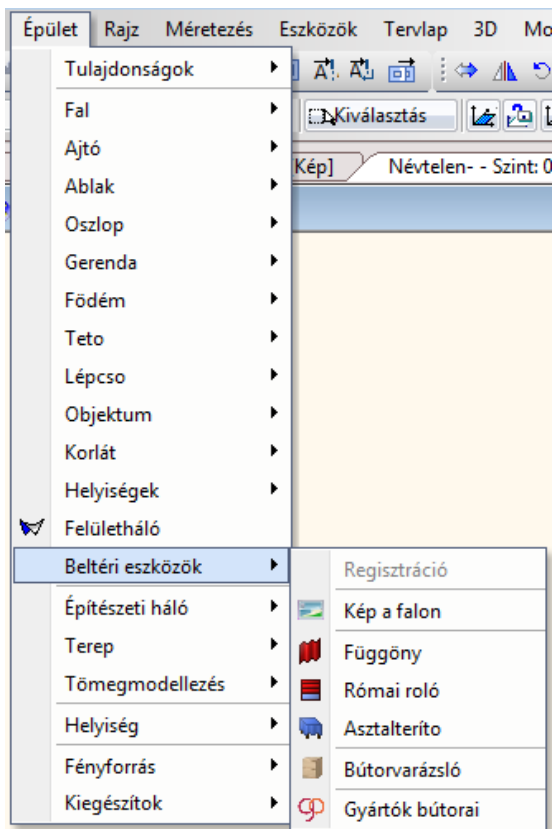 Épület Rajz Méretezés Eszközök Tervlap 3D Mo
Tulajdonságok
Fal
Kiválasztás
Ajtó
Kép] Névtelen- - Szint: 0
Ablak
Oszlop
Gerenda
Födém
Teto
Lépcso
Objektum
Korlát
Helyiségek
Felületháló
Beltéri eszközök
Regisztráció
Építészeti háló
Kép a falon
Terep
Függöny
Tömegmodellezés
Római roló
Helyiség
Asztalteríto
Fényforrás
Bútorvarázsló
Kiegészítok
Gyártók bútorai